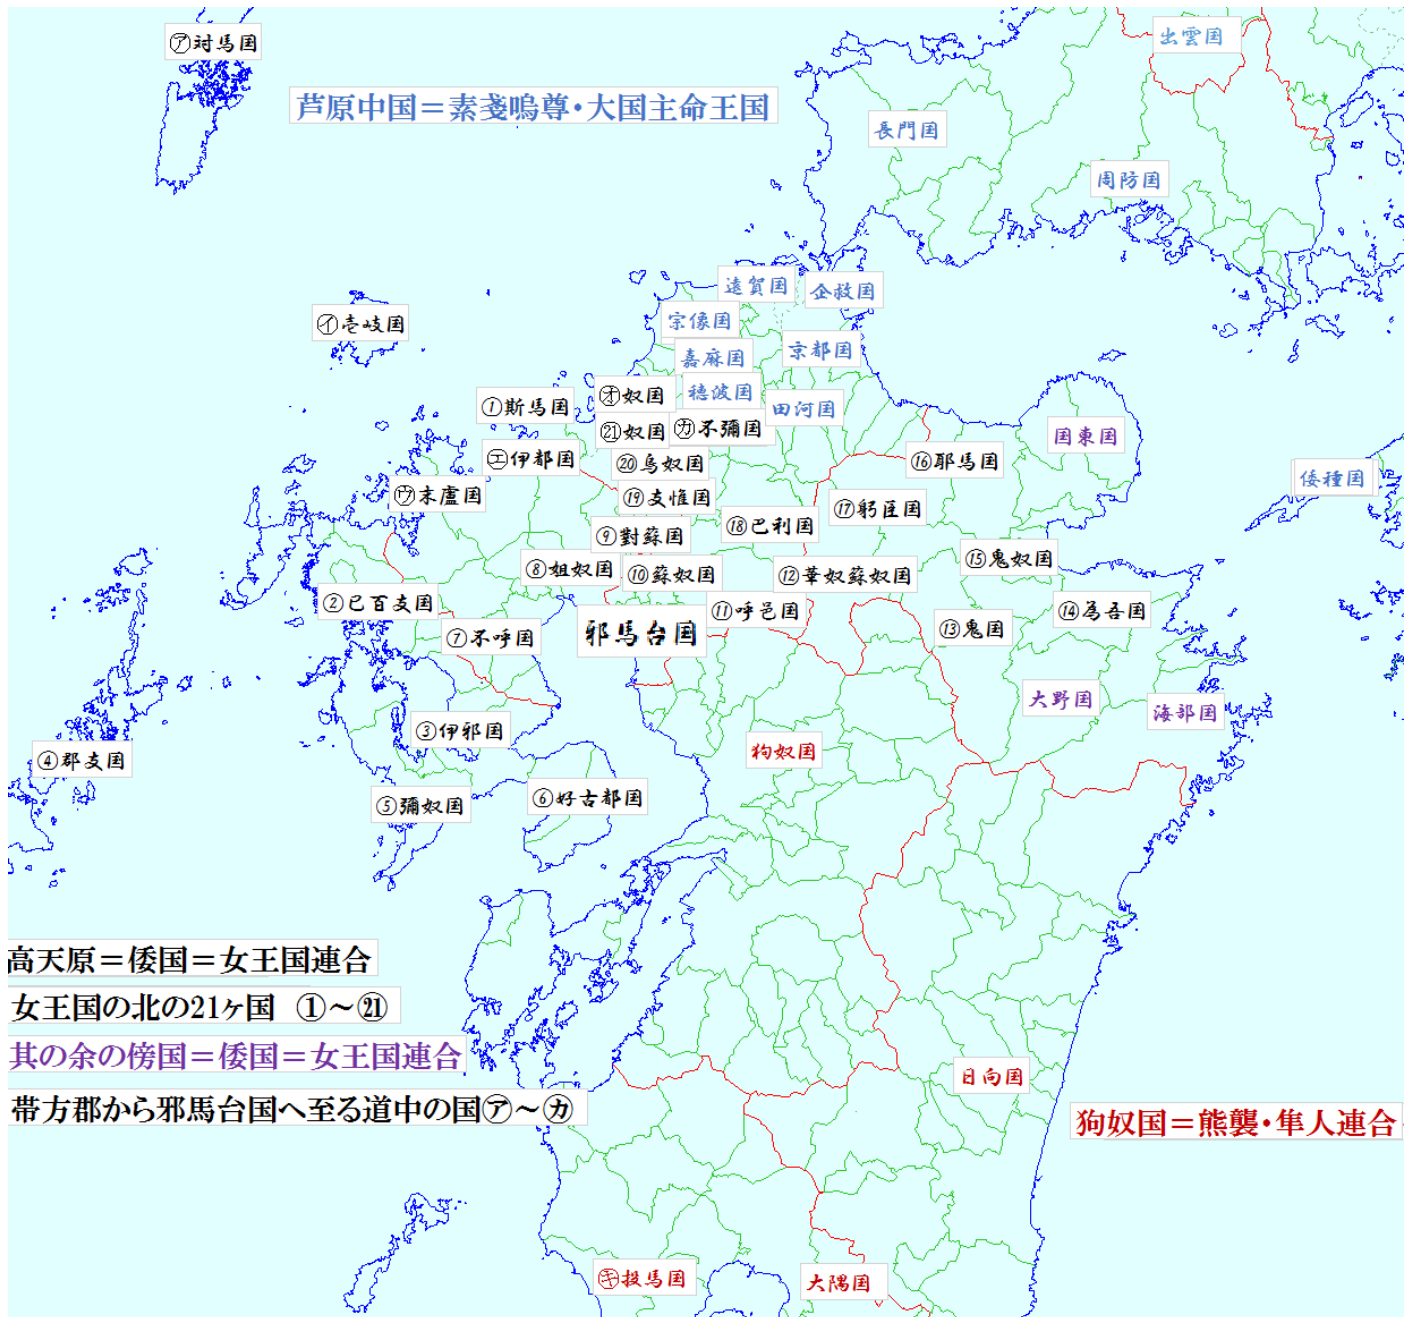 ㋐対馬国
出雲国
芦原中国＝素戔嗚尊・大国主命王国
長門国
周防国
遠賀国
企救国
㋑壱岐国
宗像国
京都国
嘉麻国
穂波国
㋔奴国
①斯馬国
田河国
㉑奴国
㋕不彌国
国東国
㋓伊都国
⑳烏奴国
⑯耶馬国
倭種国
㋒末盧国
⑲支惟国
⑰躬臣国
⑱巴利国
⑨對蘇国
⑮鬼奴国
⑧姐奴国
⑩蘇奴国
⑫華奴蘇奴国
②巳百支国
⑪呼邑国
⑭為吾国
⑦不呼国
邪馬台国
⑬鬼国
大野国
海部国
③伊邪国
狗奴国
④郡支国
⑤彌奴国
⑥好古都国
高天原＝倭国＝女王国連合
女王国の北の21ヶ国 ①～㉑
其の余の傍国＝倭国＝女王国連合
日向国
帯方郡から邪馬台国へ至る道中の国㋐～㋕
狗奴国＝熊襲・隼人連合
㋖投馬国
大隅国